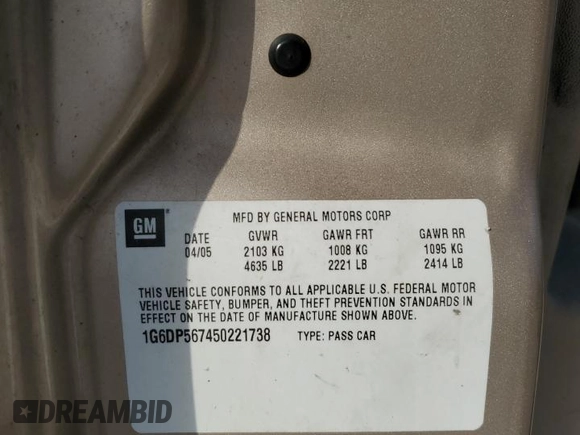 GM ®
MFD BY GENERAL MOTORS CORP
DATE GVWR GAWR FRT GAWR RR
04/05 2103 KG 1008 KG 1095 KG
4635 LB 2221 LB 2414 LB
THIS VEHICLE CONFORMS TO ALL APPLICABLE U.S. FEDERAL MOTOR
VEHICLE SAFETY, BUMPER, AND THEFT PREVENTION STANDARDS IN
EFFECT ON THE DATE OF MANUFACTURE SHOWN ABOVE.
1G6DP567450221738 TYPE: PASS CAR
DREAMBID